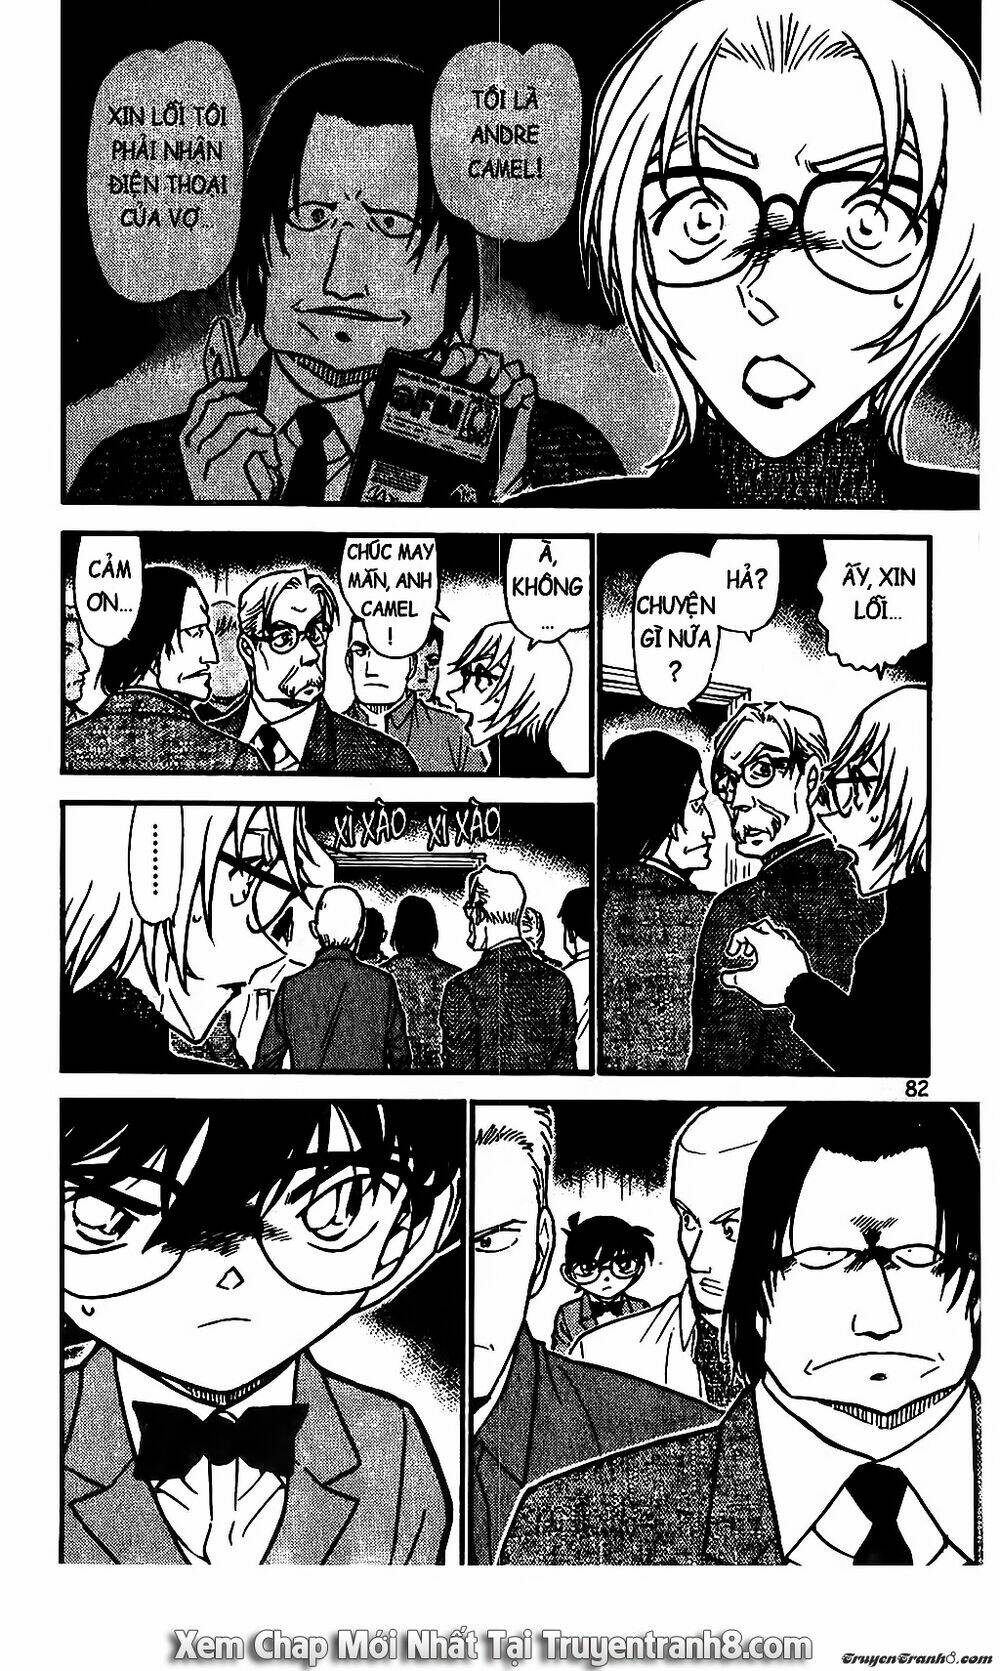 TÔI LÀ
ANDRE
CAMEL!
XIN LỖI TÔI
PHẢI NHẬN
ĐIỆN THOẠI
CỦA VỢ...
ẤY, XIN
LỖI...
HẢ?
CHUYỆN
GÌ NỮA
?
À,
KHÔNG
...
CHÚC MAY
MẮN, ANH
CAMEL
!
CẢM
ƠN...
XÌ XÀO XÌ XÀO
.........
82
Xem Chap Mới Nhất Tại Truyentranh8.com
TruyenTranh8.com